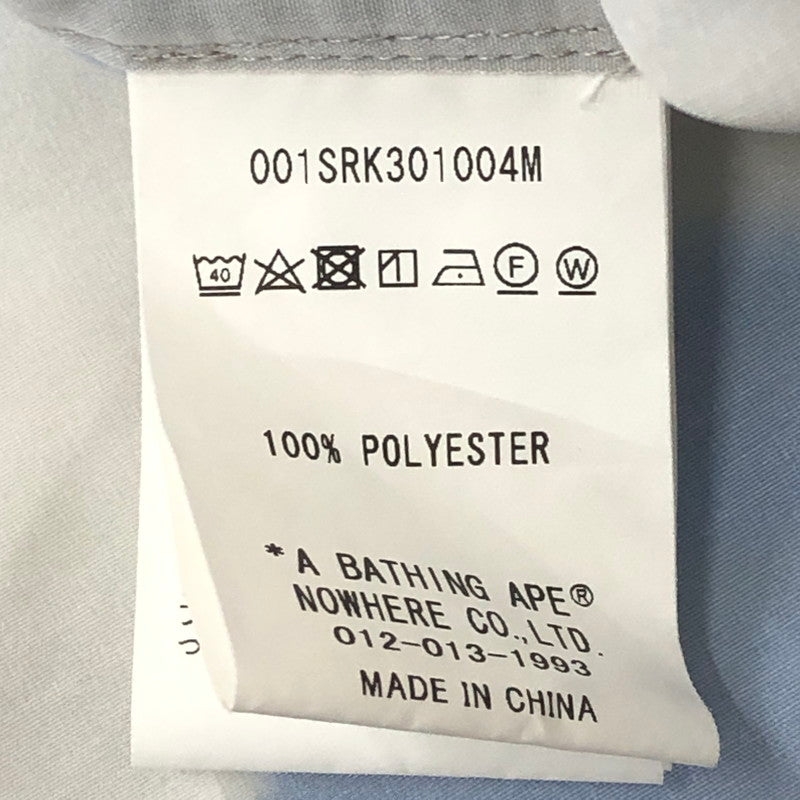 001SRK301004M
40 F W
100% POLYESTER
*A BATHING APE®
NOWHERE CO.,LTD.
012-013-1993
MADE IN CHINA